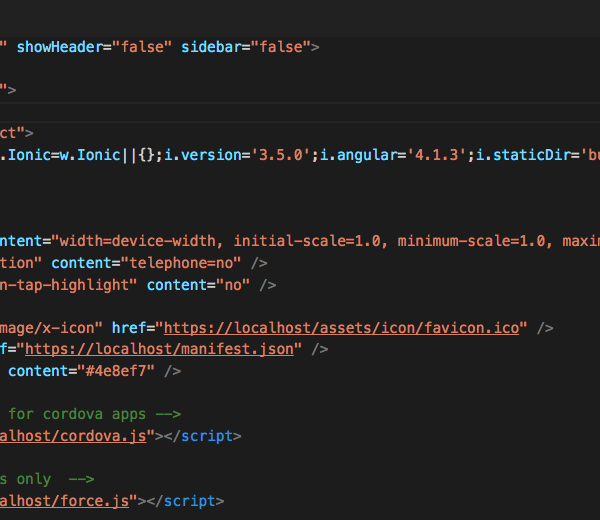 " showHeader="false" sidebar="false">
">
ct">
.Ionic=w.Ionic||{};i.version='3.5.0';i.angular='4.1.3';i.staticDir='bu
ntent="width=device-width, initial-scale=1.0, minimum-scale=1.0, maxim
tion" content="telephone=no" />
n-tap-highlight" content="no" />
mage/x-icon" href="https://localhost/assets/icon/favicon.ico" />
f="https://localhost/manifest.json" />
content="#4e8ef7" />
for cordova apps -->
alhost/cordova.js"></script>
s only  -->
alhost/force.js"></script>